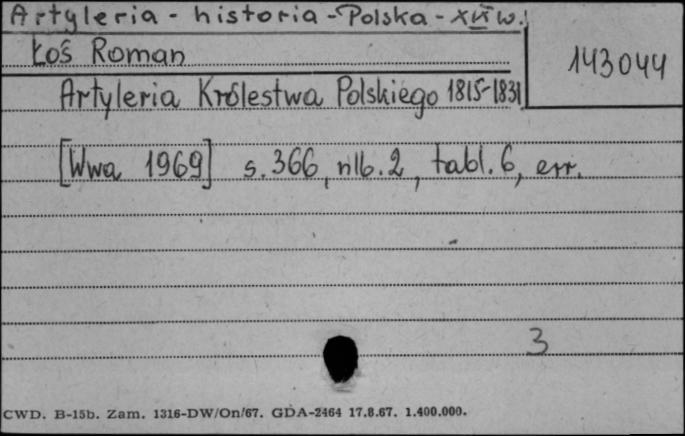 Artyleria - historia - Polska - XIX w.
Łoś Roman
143044
Artyleria Królestwa Polskiego 1815-1831
[Wwa 1969] s. 366, nlb. 2, tabl. 6, err.
3
CWD. B-15b. Zam. 1316-DW/On/67. GDA-2464 17.8.67. 1.400.000.